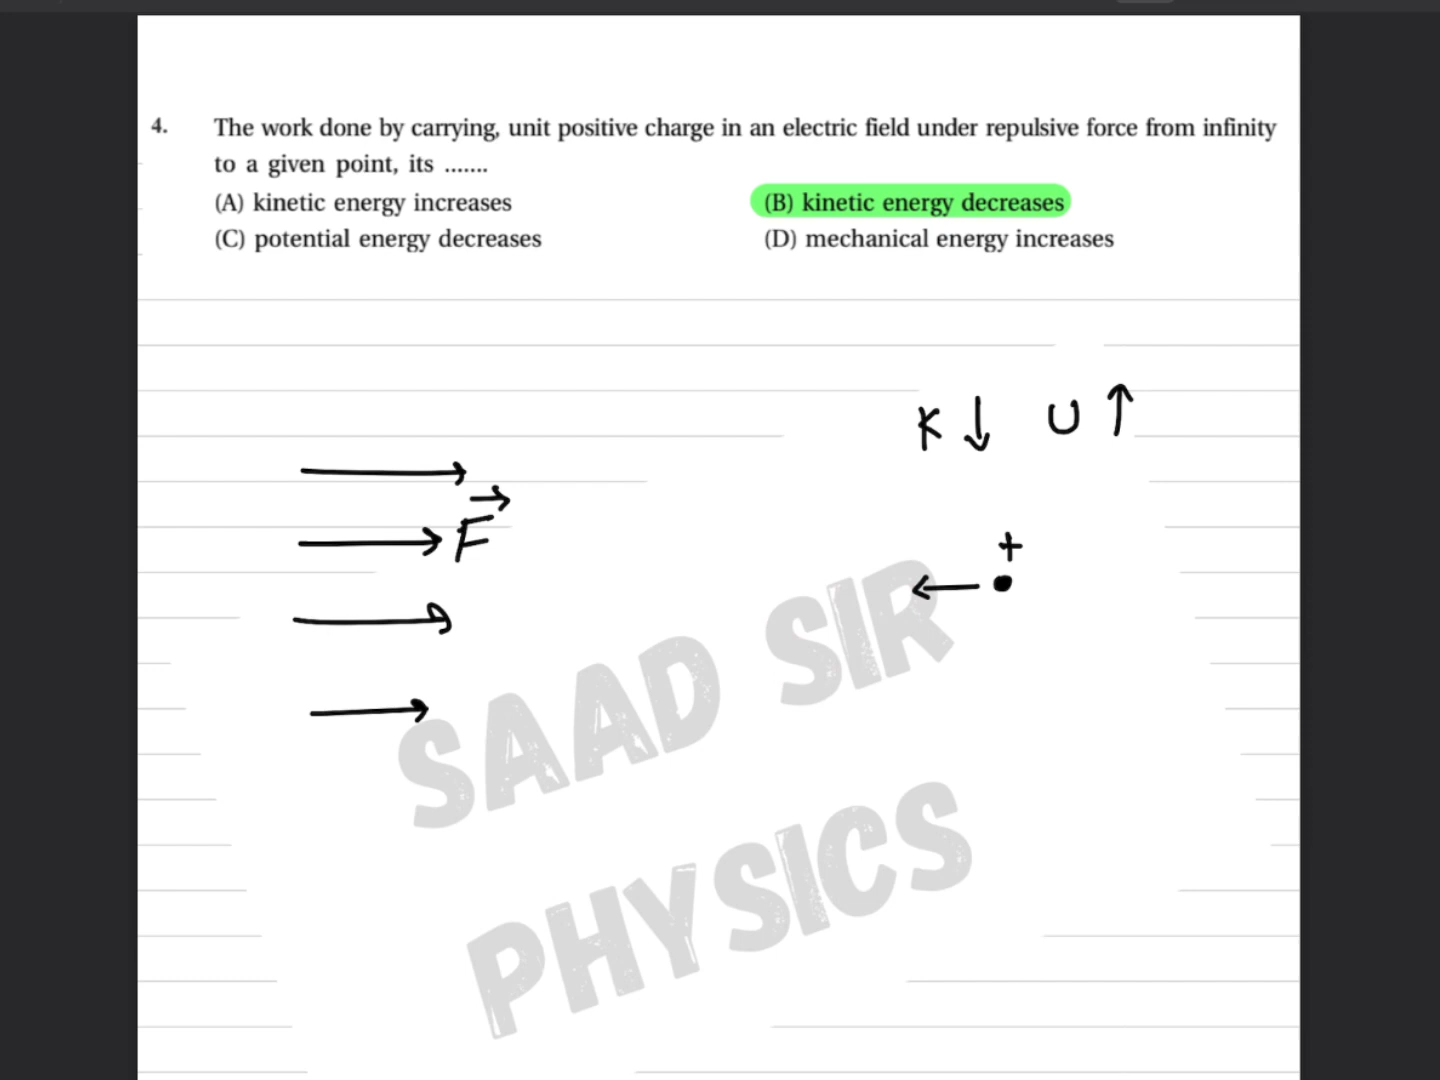 4. The work done by carrying, unit positive charge in an electric field under repulsive force from infinity
to a given point, its .......
(A) kinetic energy increases (B) kinetic energy decreases
(C) potential energy decreases (D) mechanical energy increases
K ↓ U ↑
F
+
SAAD SIR
PHYSICS